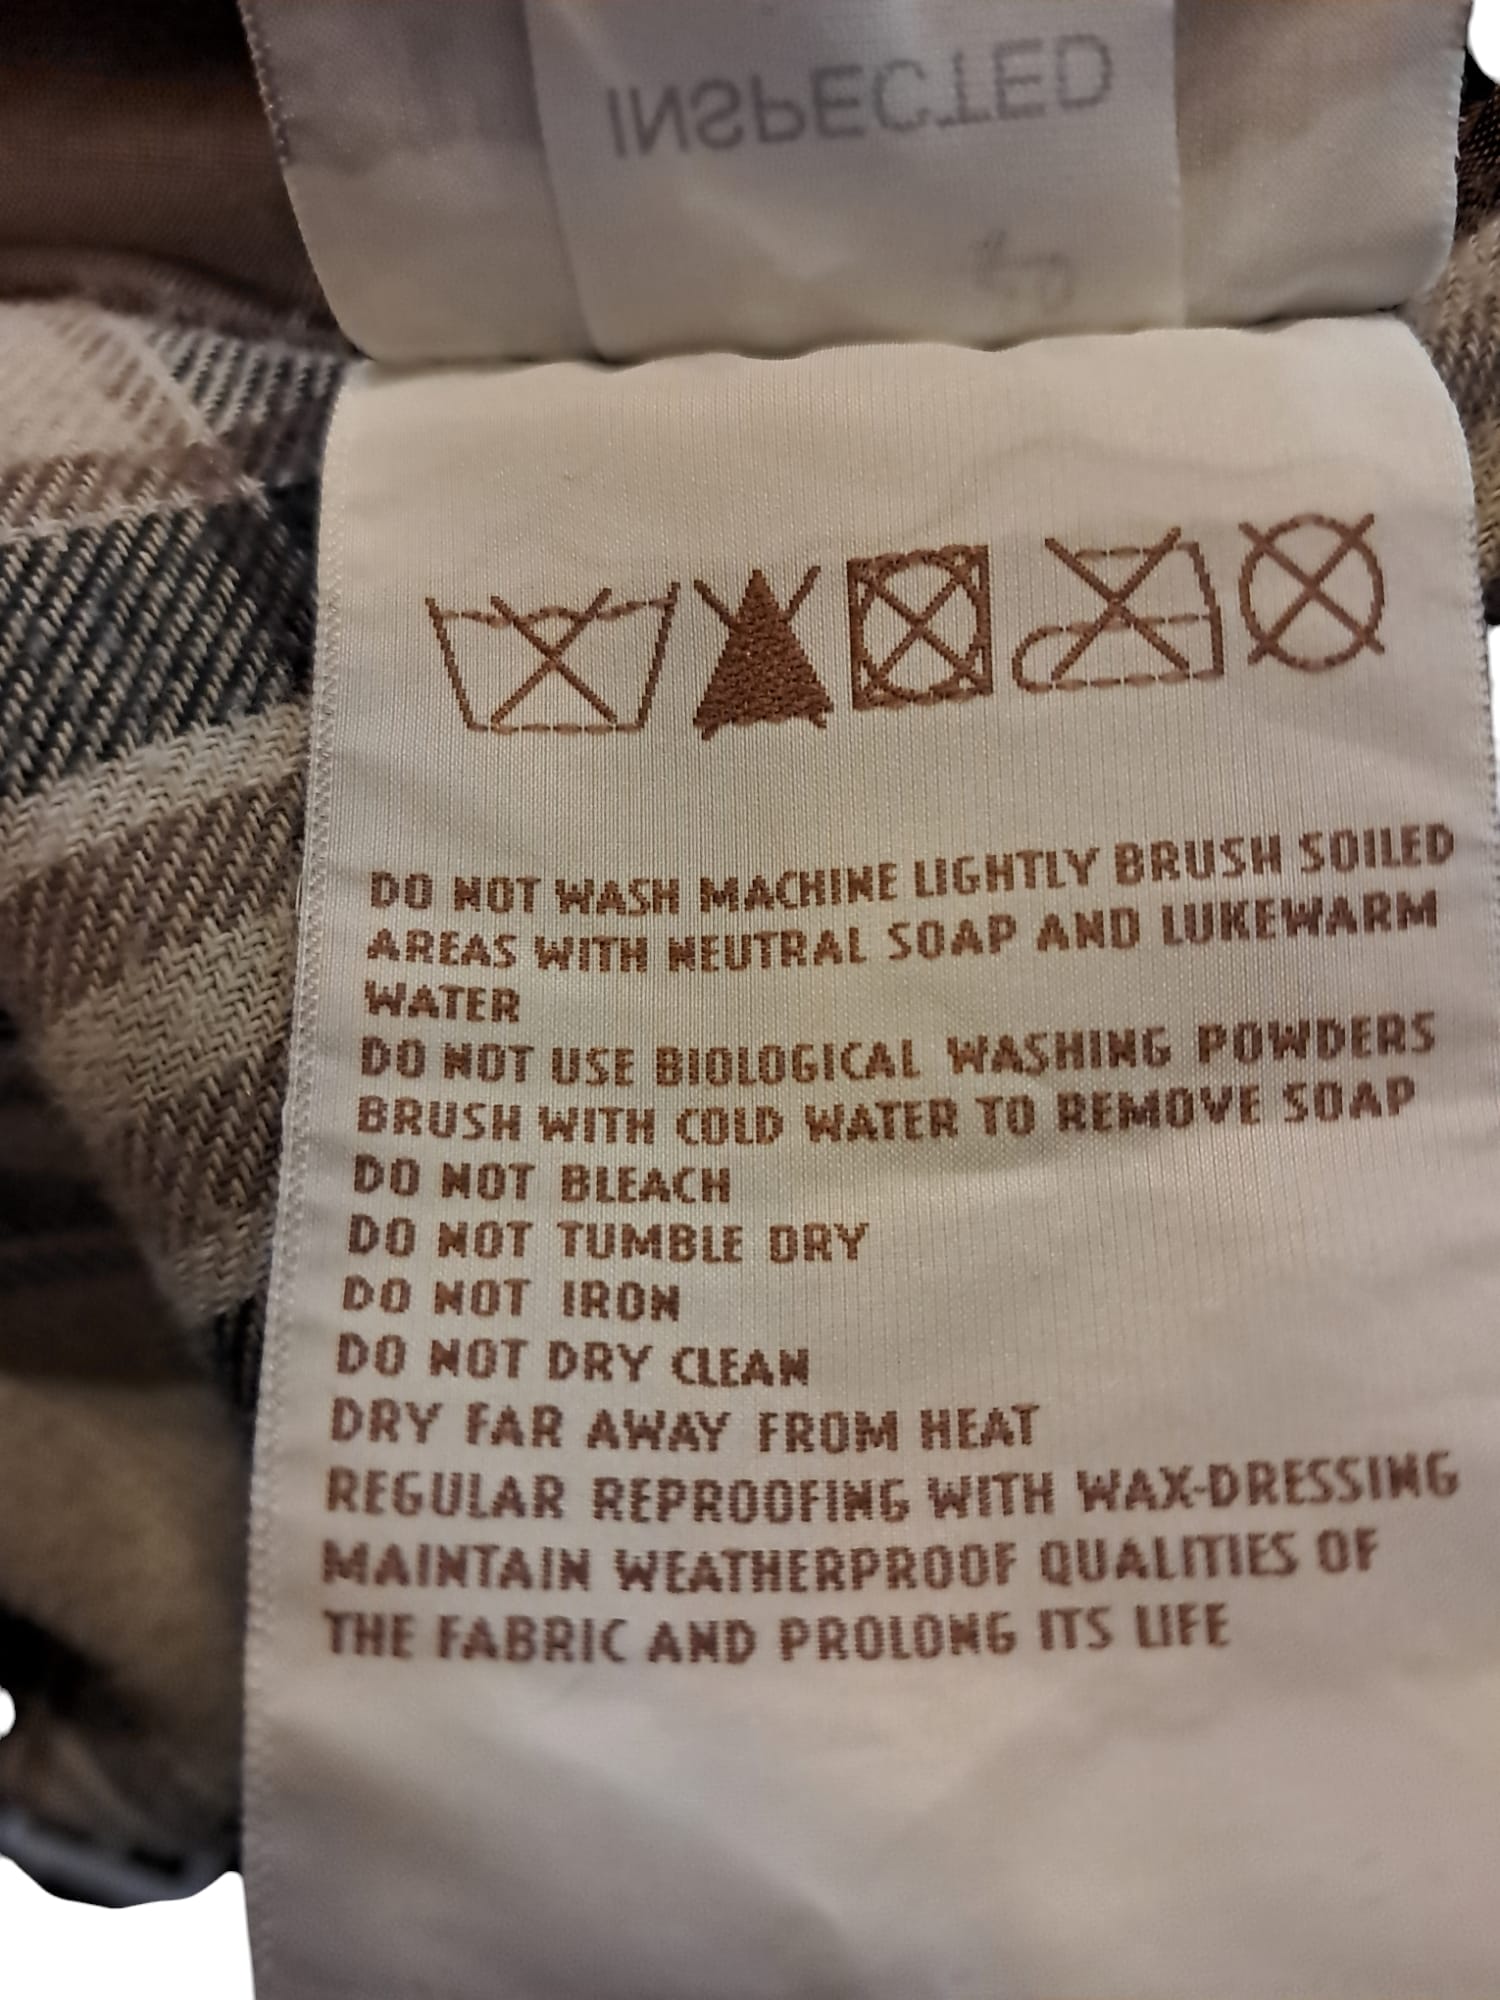 INSPECTED
DO NOT WASH MACHINE LIGHTLY BRUSH SOILED
AREAS WITH NEUTRAL SOAP AND LUKEWARM
WATER
DO NOT USE BIOLOGICAL WASHING POWDERS
BRUSH WITH COLD WATER TO REMOVE SOAP
DO NOT BLEACH
DO NOT TUMBLE DRY
DO NOT IRON
DO NOT DRY CLEAN
DRY FAR AWAY FROM HEAT
REGULAR REPROOFING WITH WAX-DRESSING
MAINTAIN WEATHERPROOF QUALITIES OF
THE FABRIC AND PROLONG ITS LIFE